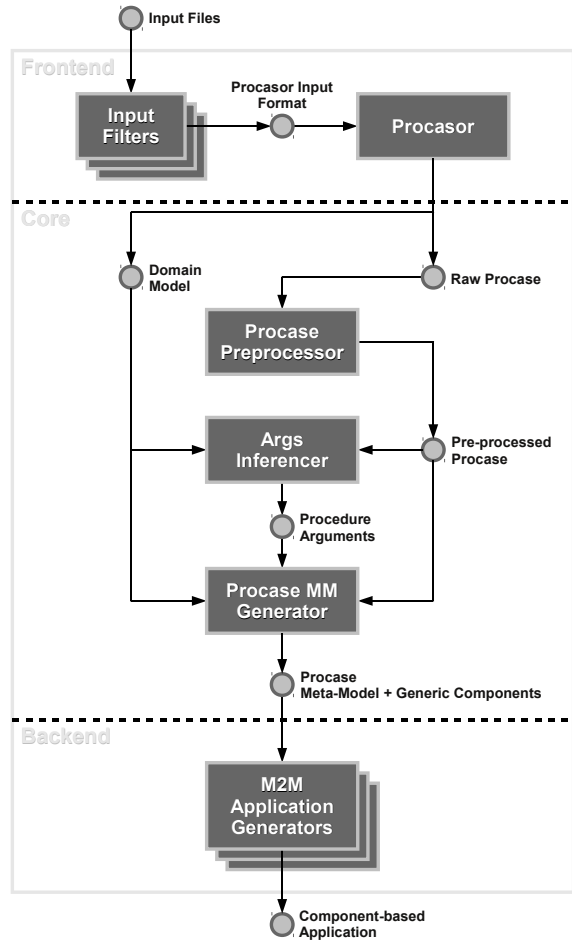 Input Files
Frontend
Input
Filters
Procasor Input
Format
Procasor
Core
Domain
Model
Raw Procase
Procase
Preprocessor
Args
Inferencer
Pre-processed
Procase
Procedure
Arguments
Procase MM
Generator
Procase
Meta-Model + Generic Components
Backend
M2M
Application
Generators
Component-based
Application